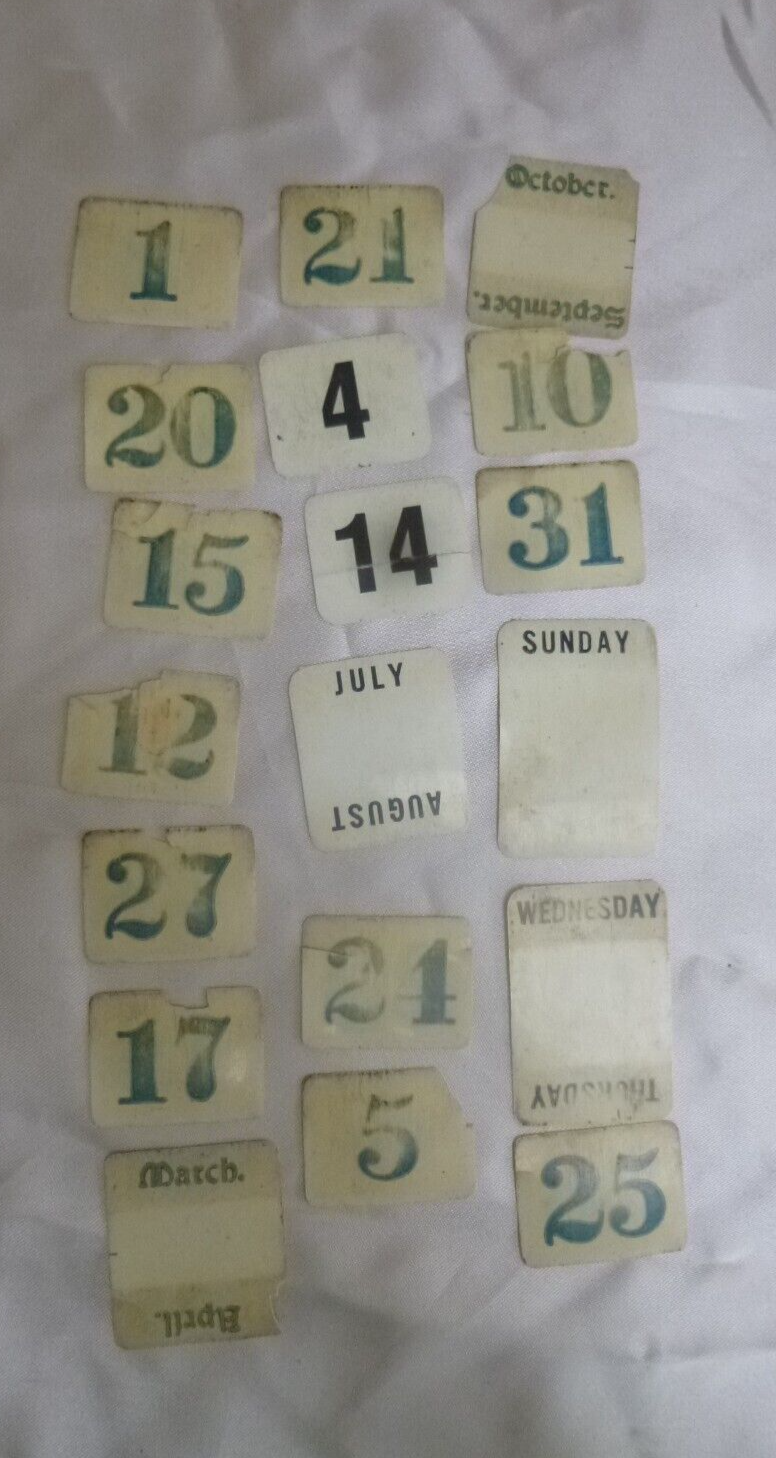 1
21
October.
September.
20
4
10
15
14
31
12
JULY
AUGUST
SUNDAY
27
24
WEDNESDAY
THURSDAY
17
5
25
March.
April.